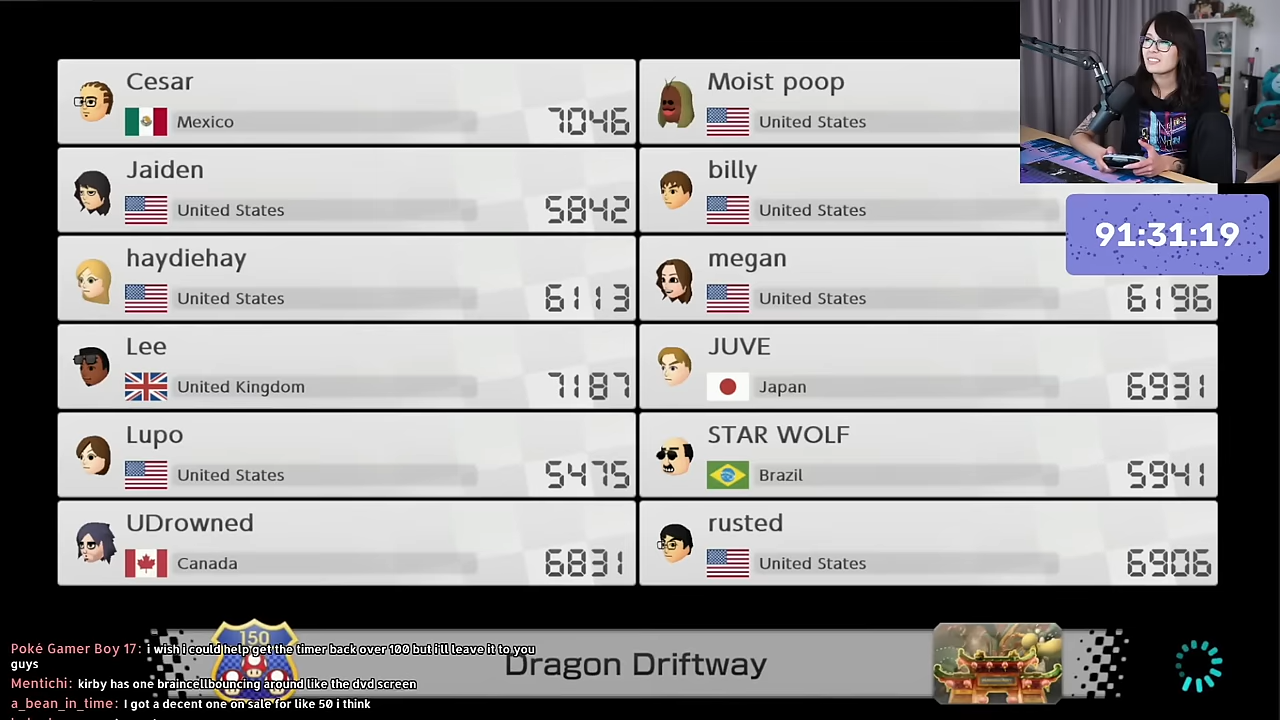 Cesar
Mexico
7046
Moist poop
United States
Jaiden
United States
5842
billy
United States
91:31:19
haydiehay
United States
6113
megan
United States
6196
Lee
United Kingdom
7187
JUVE
Japan
6931
Lupo
United States
5475
STAR WOLF
Brazil
5941
UDrowned
Canada
6831
rusted
United States
6906
150
Dragon Driftway
Poké Gamer Boy 17: i wish i could help get the timer back over 100 but i'll leave it to you
guys
Mentichi: kirby has one braincellbouncing around like the dvd screen
a_bean_in_time: I got a decent one on sale for like 50 i think